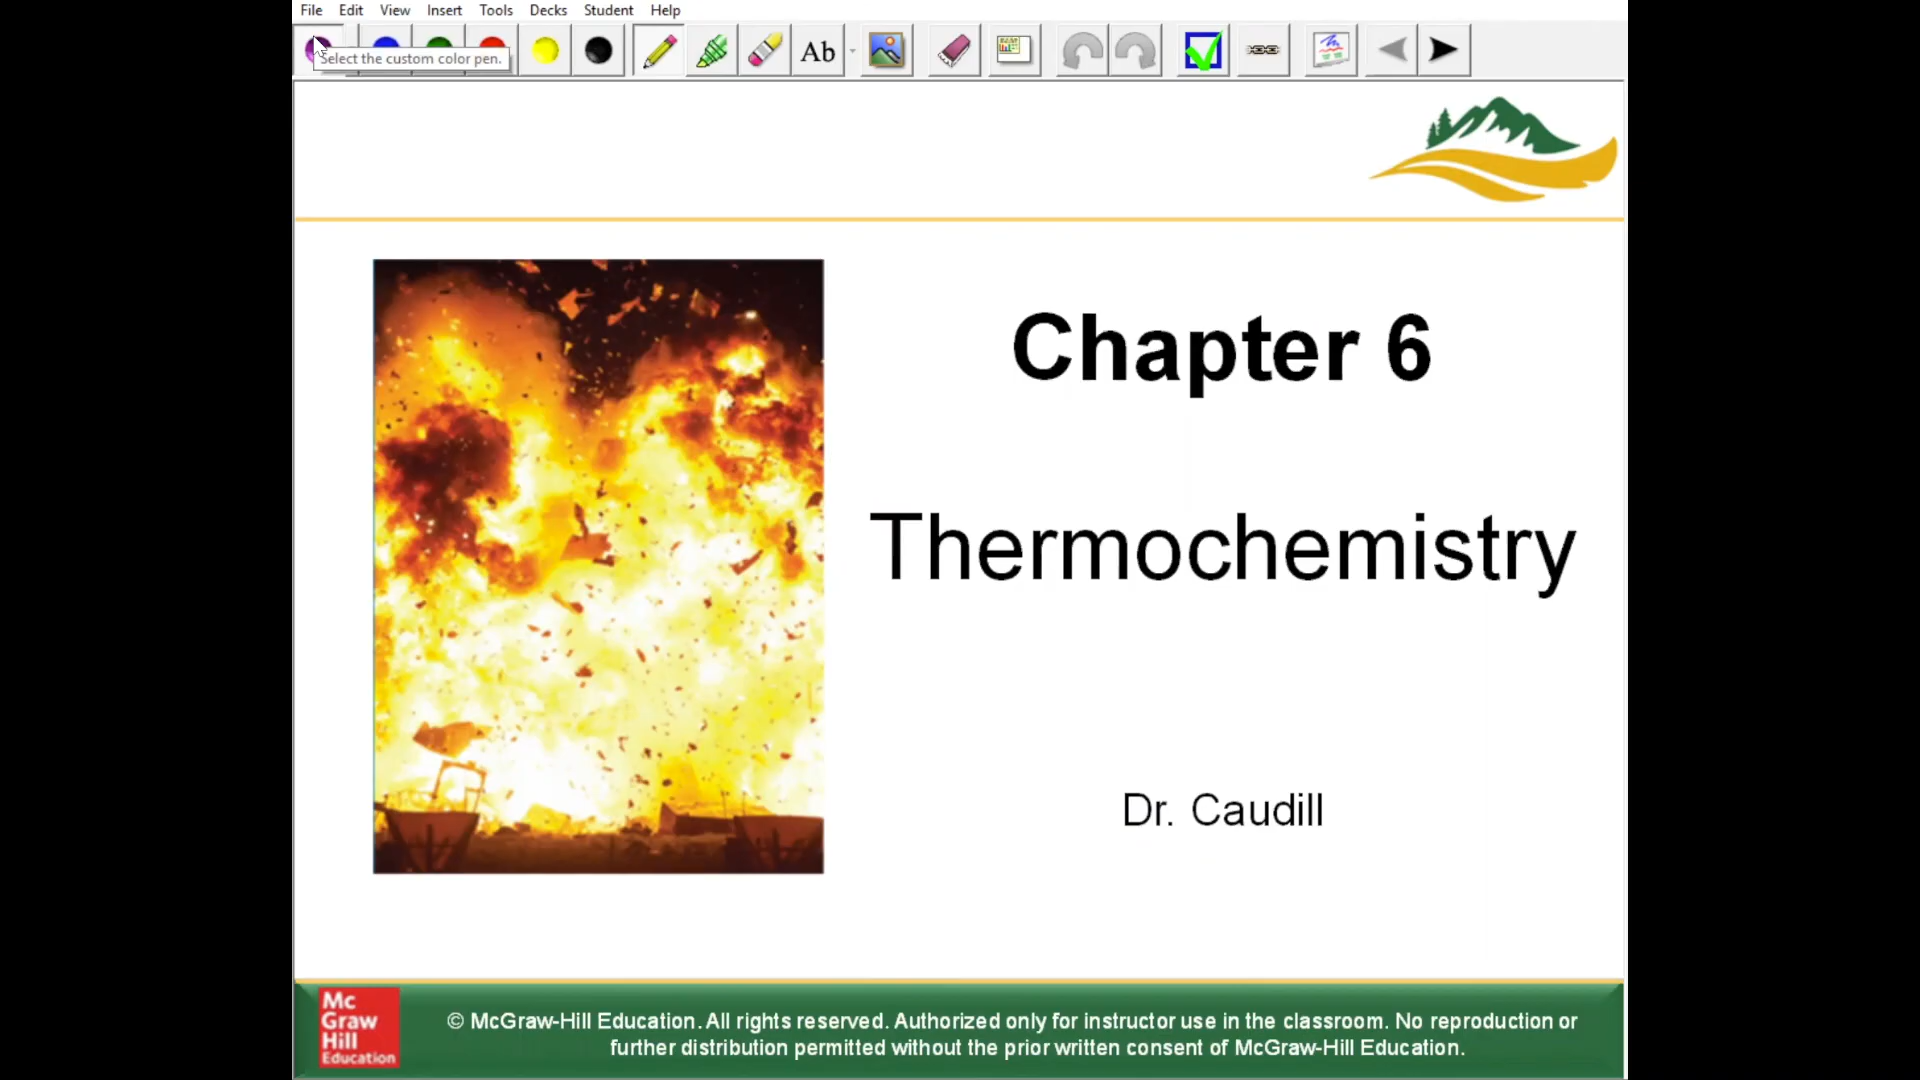 File Edit View Insert Tools Decks Student Help
Select the custom color pen.
Ab
Chapter 6
Thermochemistry
Dr. Caudill
Mc
Graw
Hill
Education
© McGraw-Hill Education. All rights reserved. Authorized only for instructor use in the classroom. No reproduction or
further distribution permitted without the prior written consent of McGraw-Hill Education.